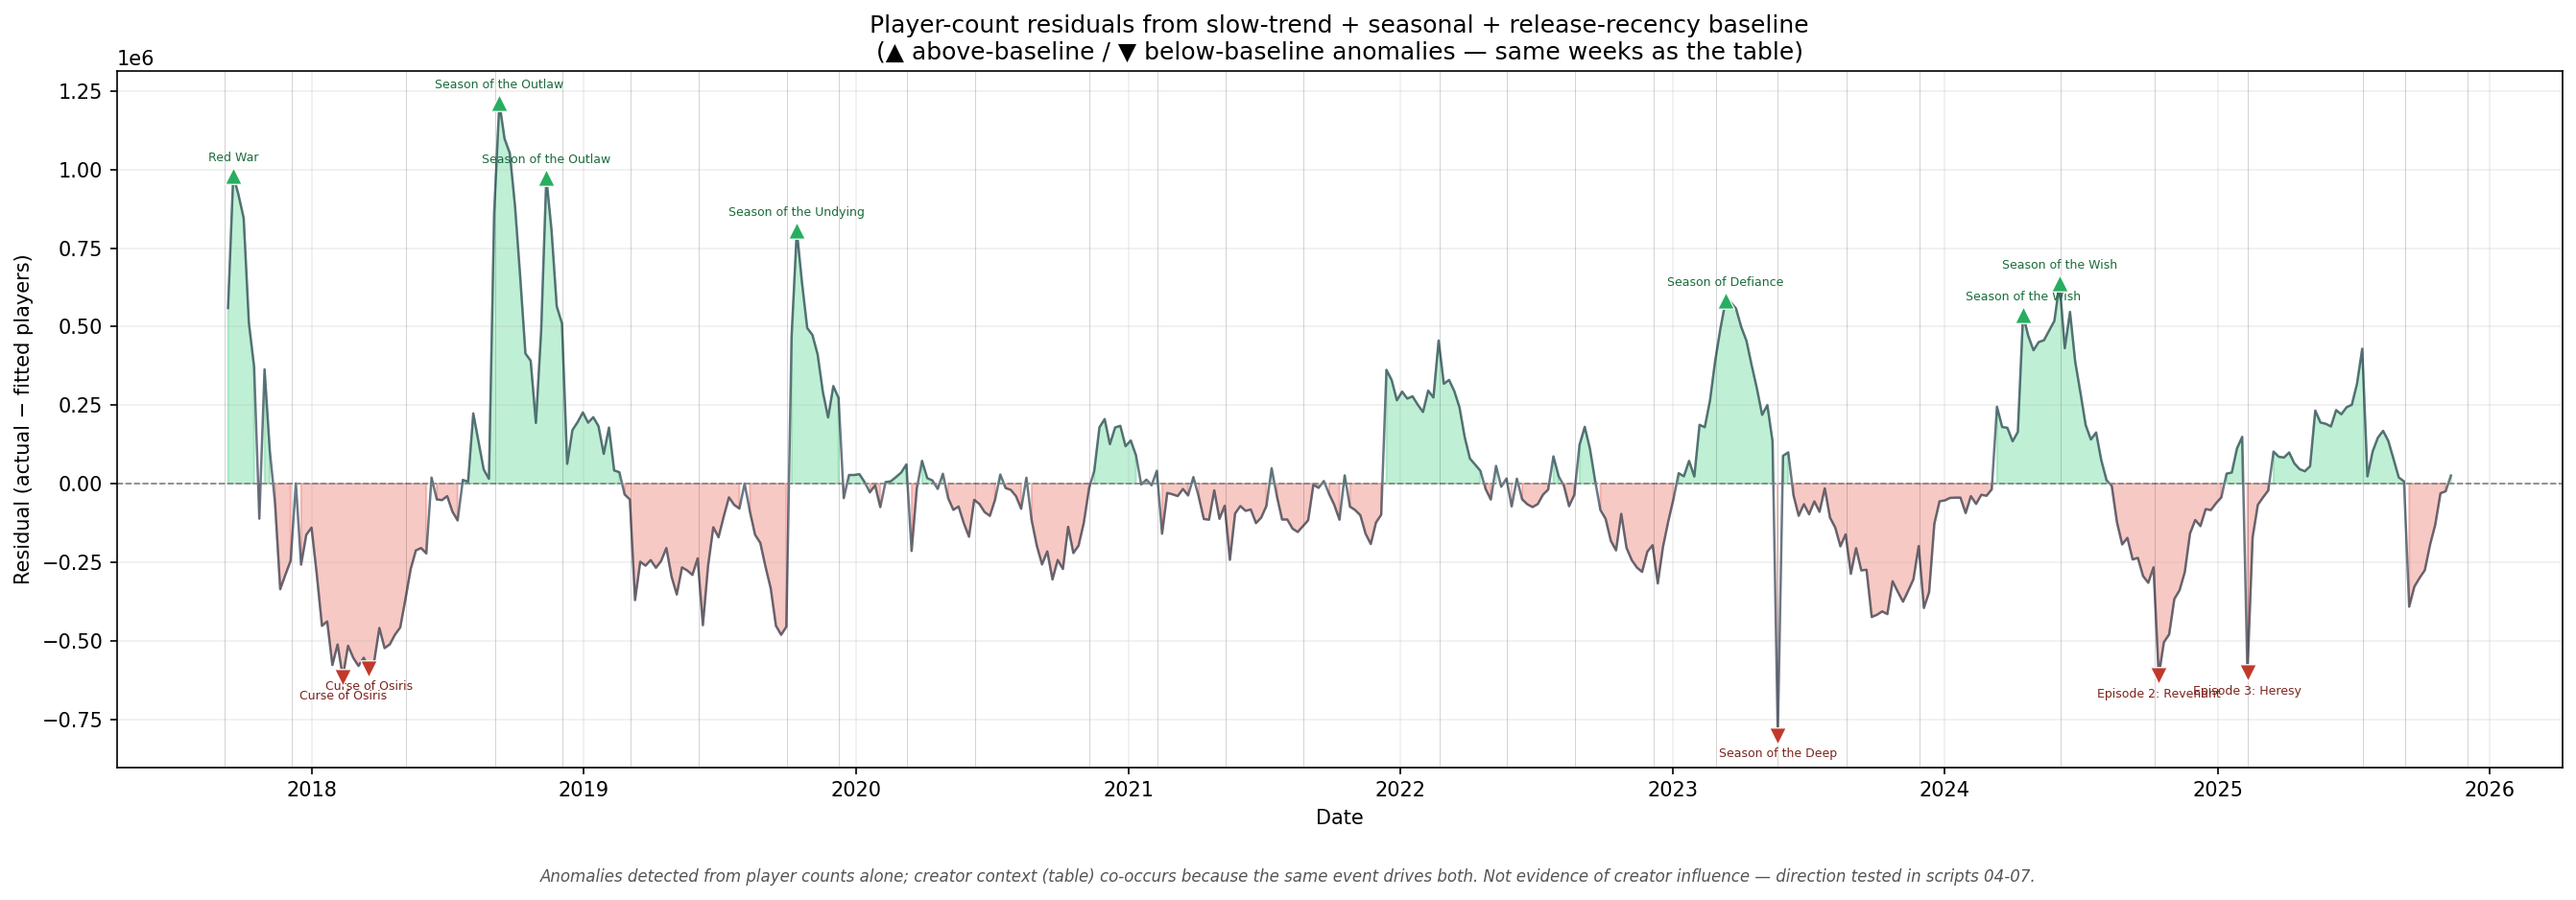 Player-count residuals from slow-trend + seasonal + release-recency baseline
(▲ above-baseline / ▼ below-baseline anomalies — same weeks as the table)
1e6
Residual (actual − fitted players)
1.25
1.00
0.75
0.50
0.25
0.00
−0.25
−0.50
−0.75
Season of the Outlaw
Red War
Season of the Outlaw
Season of the Undying
Season of the Wish
Season of Defiance
Season of the Wish
Curse of Osiris
Curse of Osiris
Episode 2: Revenant
Episode 3: Heresy
Season of the Deep
2018
2019
2020
2021
2022
2023
2024
2025
2026
Date
Anomalies detected from player counts alone; creator context (table) co-occurs because the same event drives both. Not evidence of creator influence — direction tested in scripts 04-07.